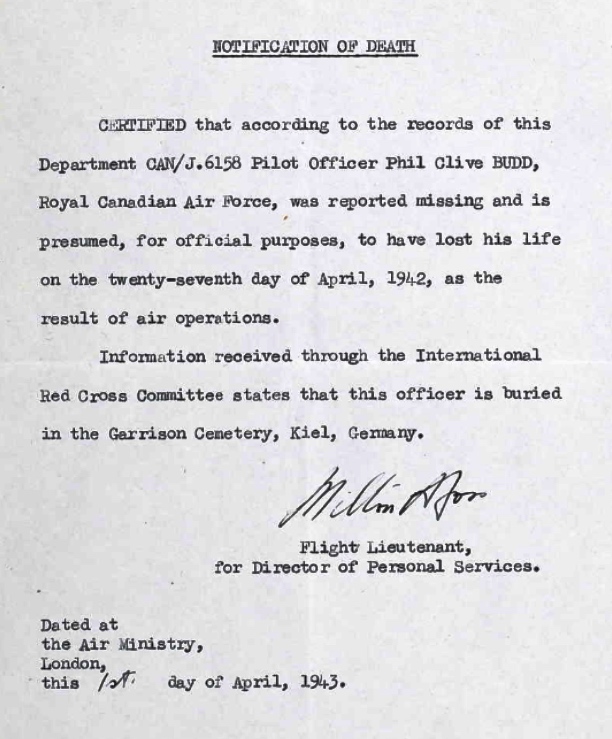 NOTIFICATION OF DEATH
CERTIFIED that according to the records of this
Department CAN/J.6158 Pilot Officer Phil Clive BUDD,
Royal Canadian Air Force, was reported missing and is
presumed, for official purposes, to have lost his life
on the twenty-seventh day of April, 1942, as the
result of air operations.
Information received through the International
Red Cross Committee states that this officer is buried
in the Garrison Cemetery, Kiel, Germany.
Flight Lieutenant,
for Director of Personal Services.
Dated at
the Air Ministry,
London,
this 1st. day of April, 1943.